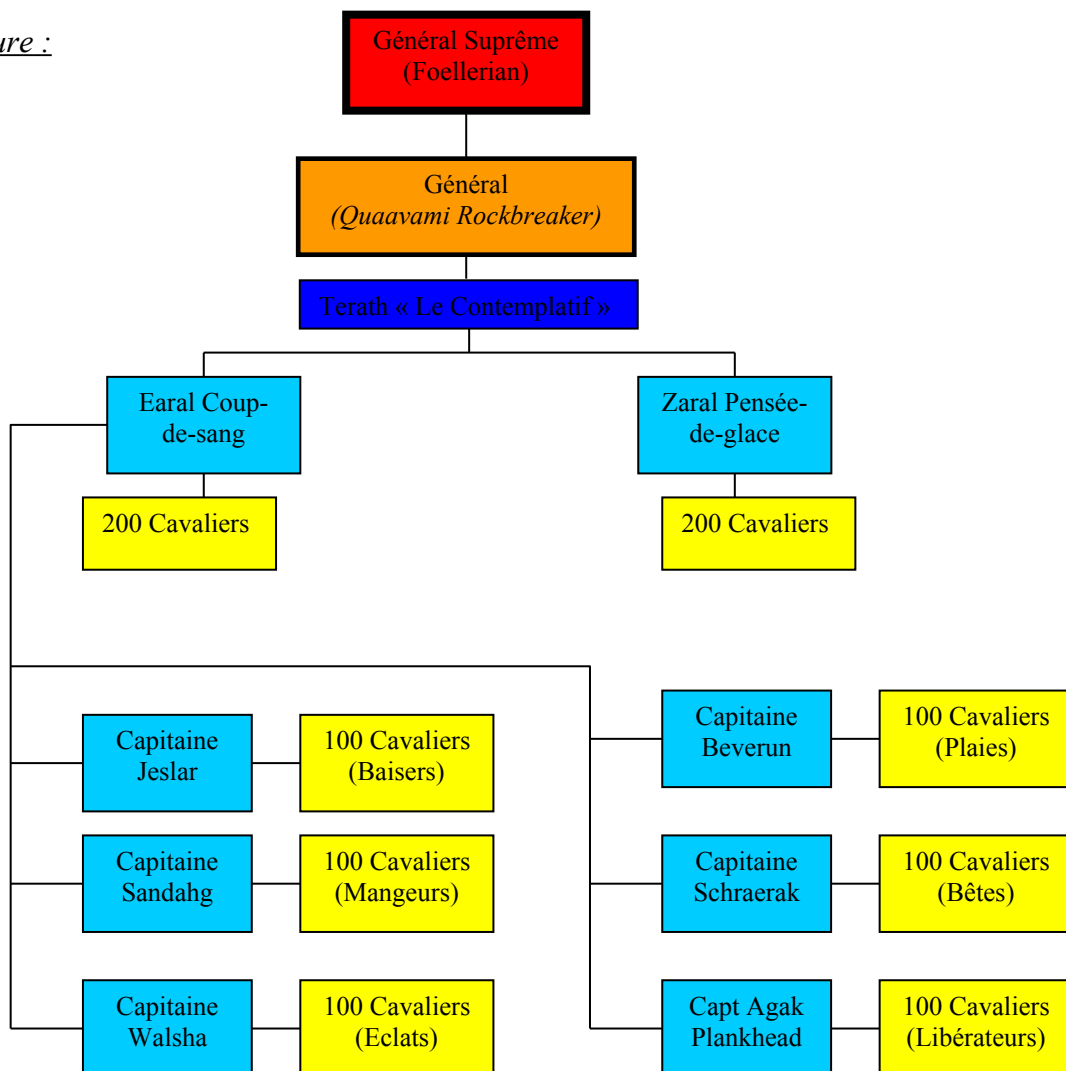 ure :
Général Suprême
(Foellerian)
Général
(Quaavami Rockbreaker)
Terath « Le Contemplatif »
Earal Coup-
de-sang
Zaral Pensée-
de-glace
200 Cavaliers
200 Cavaliers
Capitaine
Jeslar
100 Cavaliers
(Baisers)
Capitaine
Beverun
100 Cavaliers
(Plaies)
Capitaine
Sandahg
100 Cavaliers
(Mangeurs)
Capitaine
Schraerak
100 Cavaliers
(Bêtes)
Capitaine
Walsha
100 Cavaliers
(Eclats)
Capt Agak
Plankhead
100 Cavaliers
(Libérateurs)